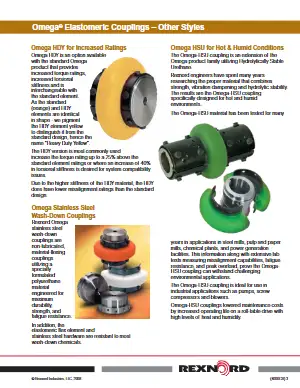 Omega® Elastomeric Couplings – Other Styles
Omega HDY for Increased Ratings
Omega HDY is an option available
with the standard Omega
product that provides
increased torque ratings,
increased torsional
stiffness and is
interchangeable with
the standard element.
As the standard
(orange) and HDY
elements are identical
in shape - we pigment
the HDY element yellow
to distinguish it from the
standard design, hence the
name "Heavy Duty Yellow".
The HDY version is most commonly used
increase the torque rating up to a 75% above the
standard element ratings or where an increase of 40%
in torsional stiffness is desired for system compatibility
issues.
Due to the higher stiffness of the HDY material, the HDY
does have lower misalignment ratings than the standard
design.
Omega Stainless Steel
Wash-Down Couplings
Rexnord Omega
stainless steel
wash-down
couplings are
non-lubricated,
material-flexing
couplings
utilizing a
specially
formulated
polyurethane
material
engineered for
maximum
durability,
strength, and
fatigue resistance.
In addition, the
elastomeric flex element and
stainless steel hardware are resistant to most
wash-down chemicals.
Omega HSU for Hot & Humid Conditions
The Omega HSU coupling is an extension of the
Omega product family utilizing Hydrolytically Stable
Urethane.
Rexnord engineers have spent many years
researching the proper material that combines
strength, vibration dampening and hydrolytic stability.
The results are the Omega HSU coupling:
specifically designed for hot and humid
environments.
The Omega HSU material has been tested for many
years in applications in steel mills, pulp and paper
mills, chemical plants, and power generation
facilities. This information along with extensive lab
tests measuring misalignment capabilities, fatigue
resistance, and peak overload, prove the Omega
HSU coupling can withstand challenging
environmental applications.
The Omega HSU coupling is ideal for use in
industrial applications such as pumps, screw
compressors and blowers.
Omega HSU couplings lowered maintenance costs
by increased operating life on a roll-table drive with
high levels of heat and humidity.
REXNORD